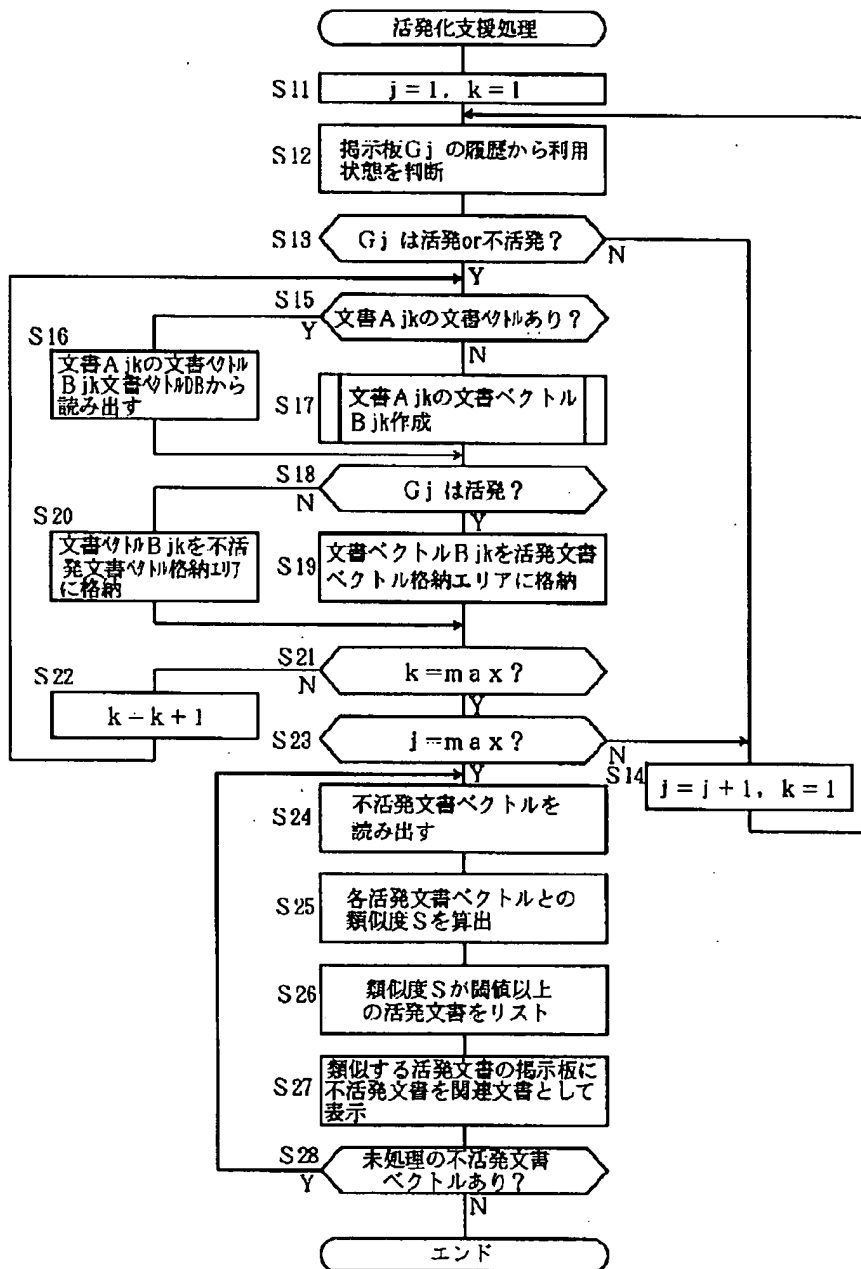 活発化支援処理
S11
j=1, k=1
S12
掲示板Gjの履歴から利用
状態を判断
S13
Gjは活発or不活発?
N
Y
S15
文書Ajkの文書ベクトルあり?
Y
N
S16
文書Ajkの文書ベクトル
Bjk文書ベクトルDBから
読み出す
S17
文書Ajkの文書ベクトル
Bjk作成
S18
Gjは活発?
N
Y
S20
文書ベクトルBjkを不活
発文書ベクトル格納エリア
に格納
S19
文書ベクトルBjkを活発文書
ベクトル格納エリアに格納
S21
k=max?
N
Y
S22
k=k+1
S23
j=max?
N
Y
S14
j=j+1, k=1
S24
不活発文書ベクトルを
読み出す
S25
各活発文書ベクトルとの
類似度Sを算出
S26
類似度Sが閾値以上
の活発文書をリスト
S27
類似する活発文書の掲示板に
不活発文書を関連文書として
表示
S28
未処理の不活発文書
ベクトルあり?
Y
N
エンド